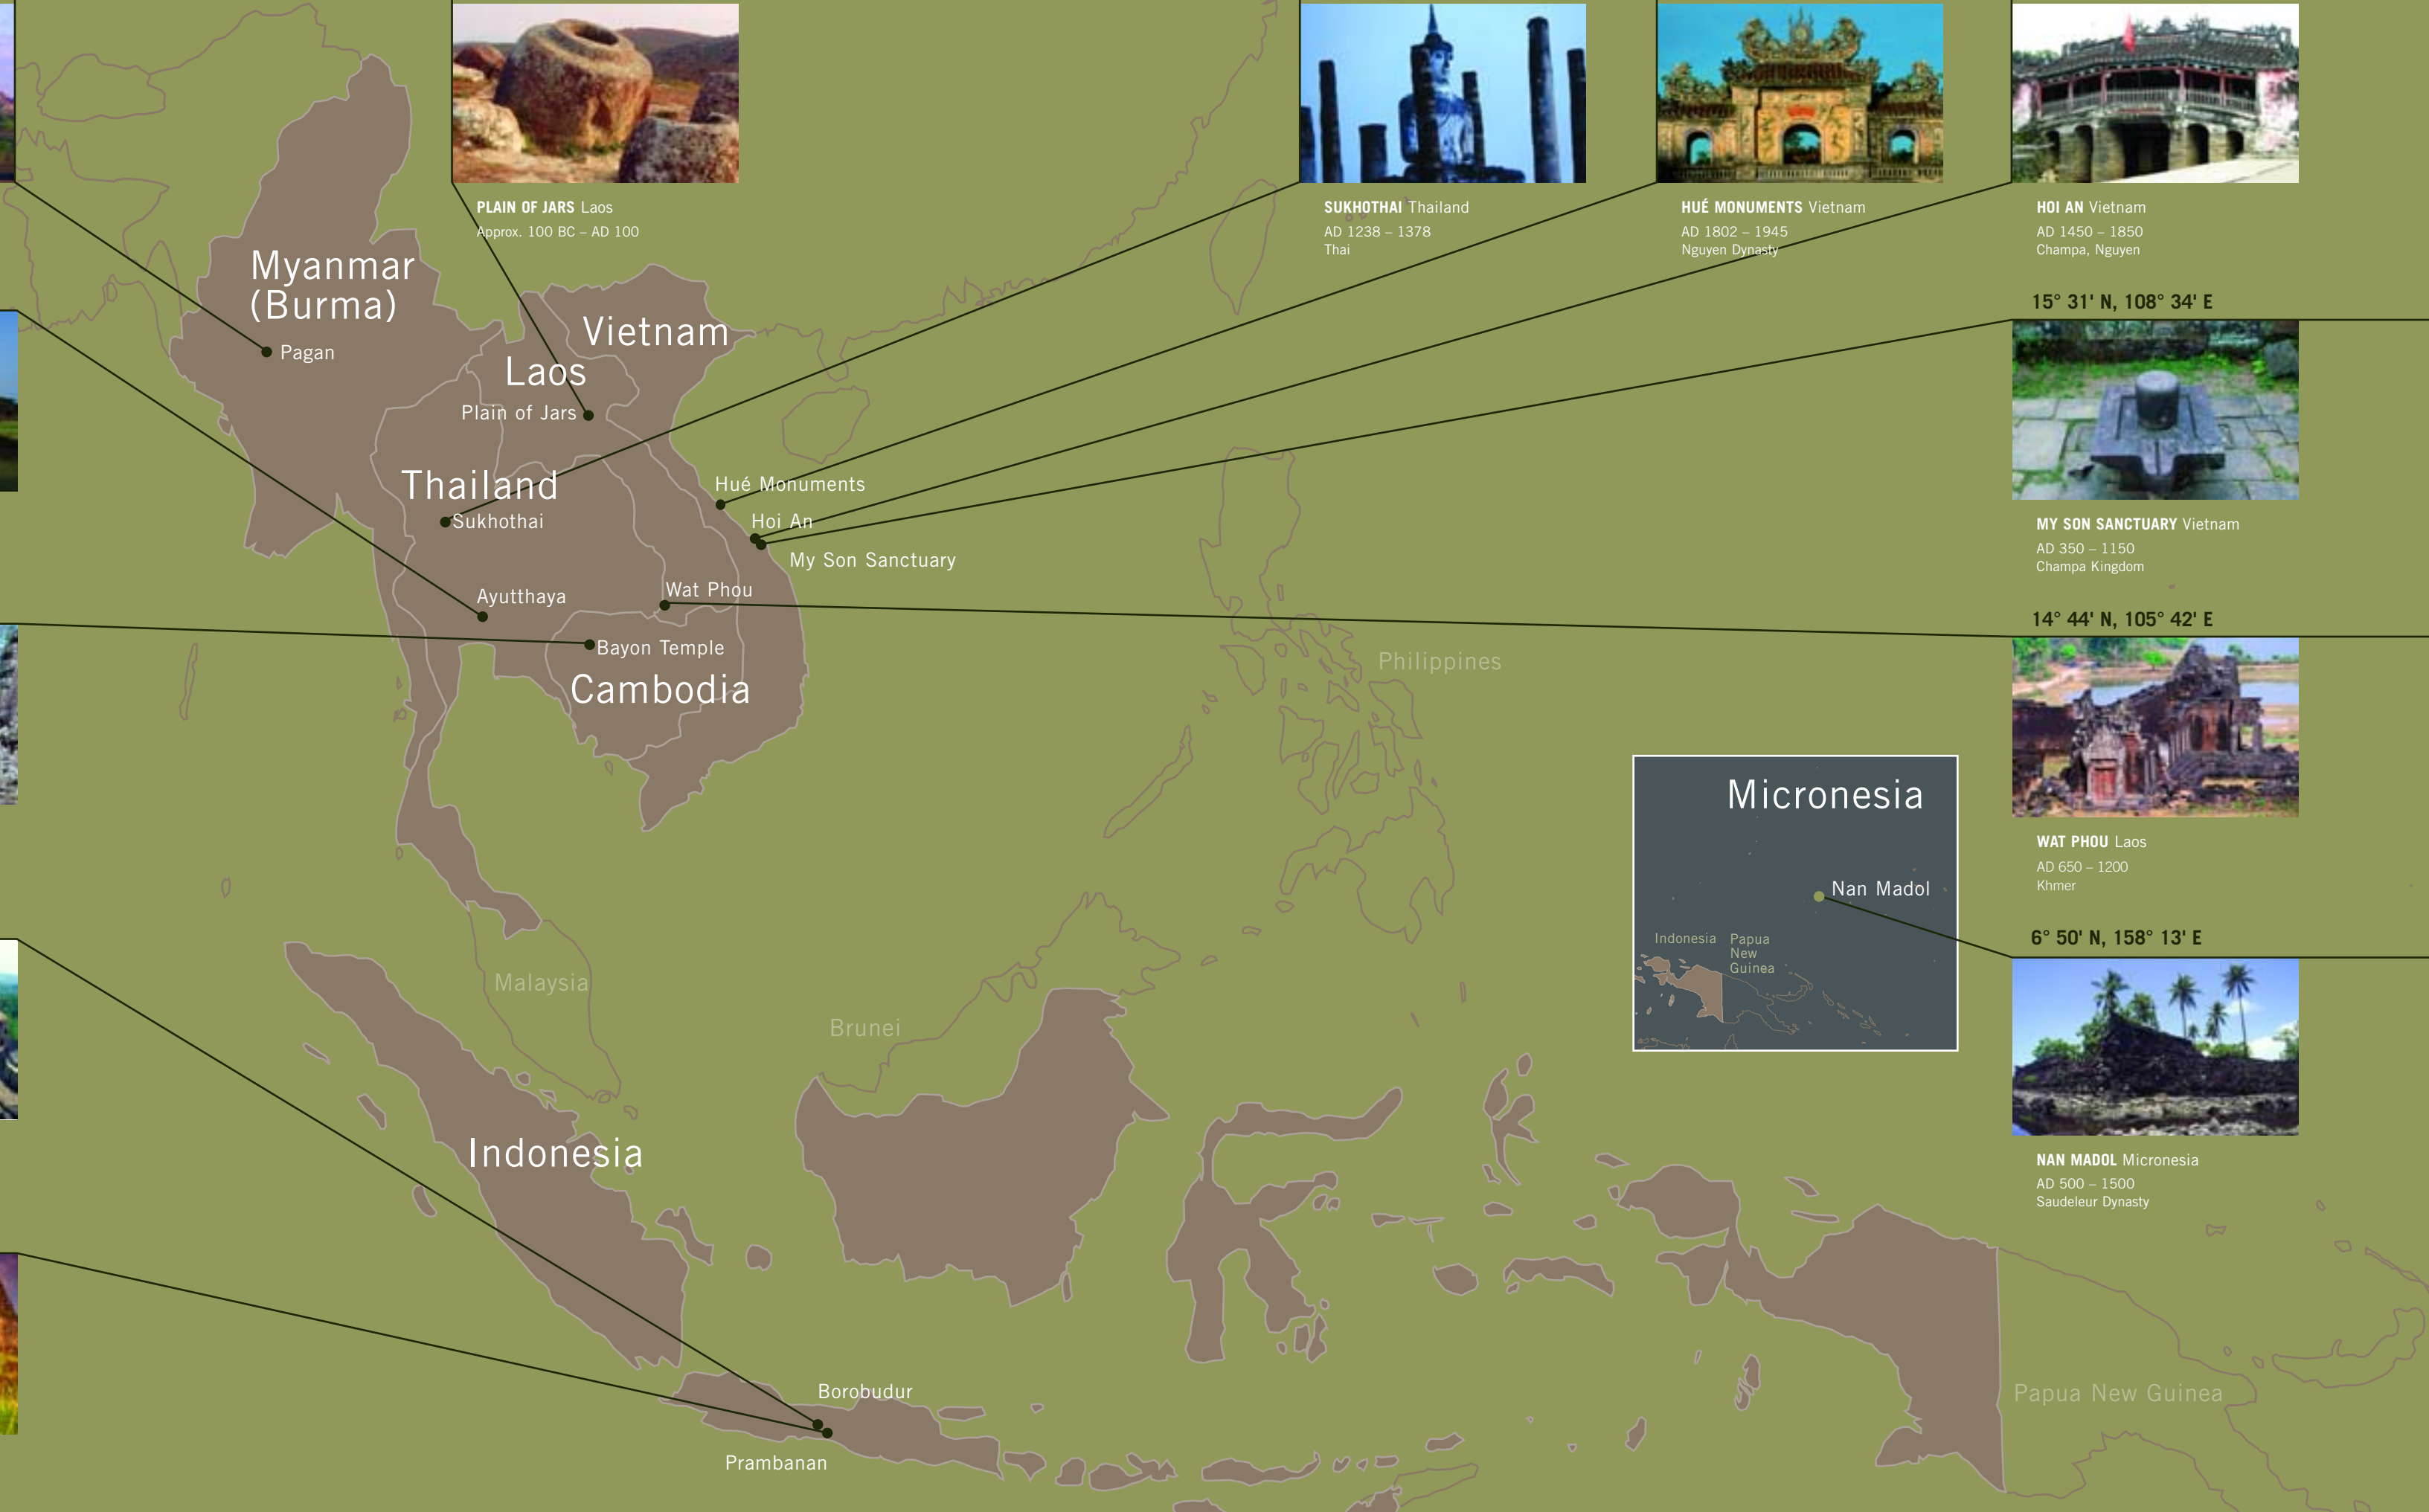 PLAIN OF JARS Laos
Approx. 100 BC – AD 100
SUKHOTHAI Thailand
AD 1238 – 1378
Thai
HUÉ MONUMENTS Vietnam
AD 1802 – 1945
Nguyen Dynasty
HOI AN Vietnam
AD 1450 – 1850
Champa, Nguyen
15° 31' N, 108° 34' E
MY SON SANCTUARY Vietnam
AD 350 – 1150
Champa Kingdom
14° 44' N, 105° 42' E
WAT PHOU Laos
AD 650 – 1200
Khmer
6° 50' N, 158° 13' E
NAN MADOL Micronesia
AD 500 – 1500
Saudeleur Dynasty
Myanmar
(Burma)
Pagan
Vietnam
Laos
Plain of Jars
Thailand
Sukhothai
Hué Monuments
Hoi An
My Son Sanctuary
Ayutthaya
Wat Phou
Bayon Temple
Cambodia
Philippines
Micronesia
Nan Madol
Indonesia
Papua
New
Guinea
Malaysia
Brunei
Indonesia
Borobudur
Prambanan
Papua New Guinea